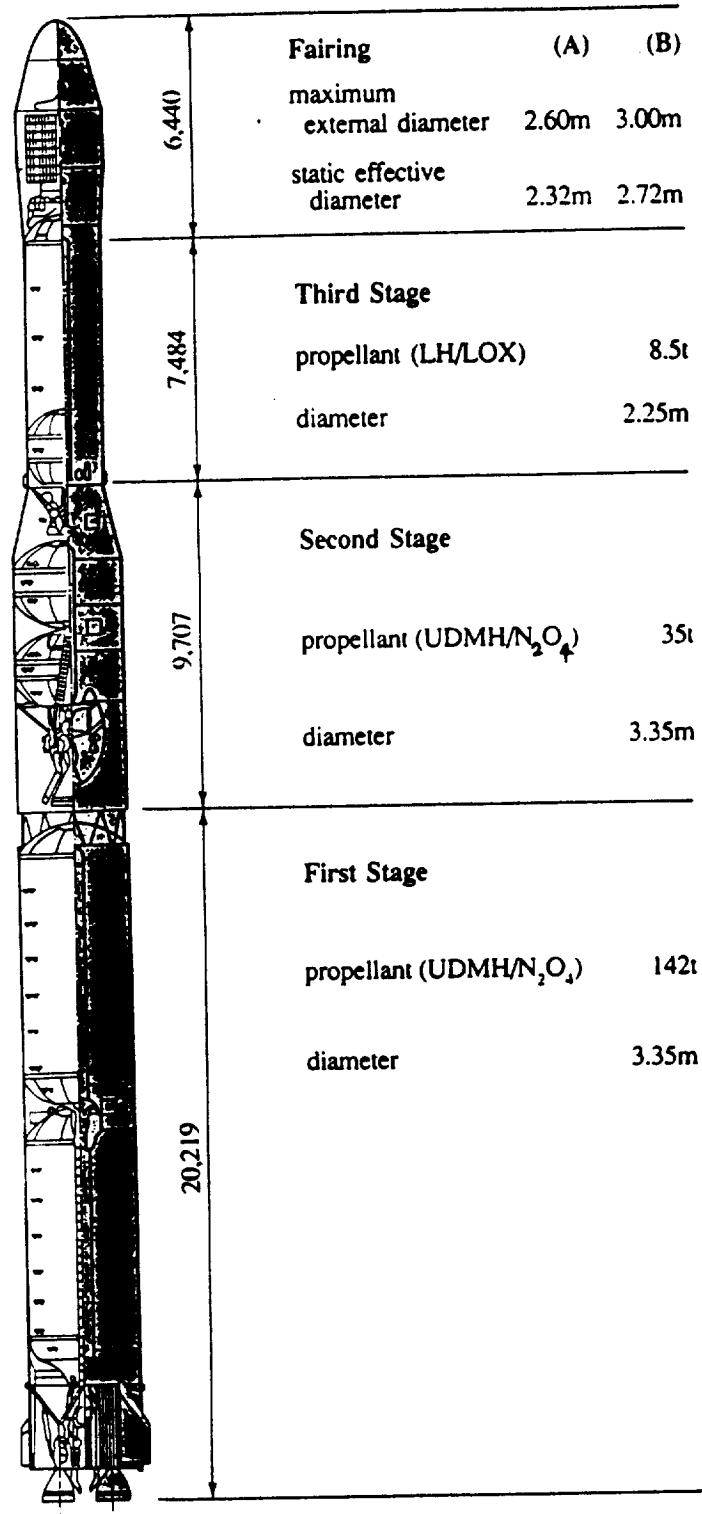 Fairing (A) (B)
maximum
external diameter 2.60m 3.00m
static effective
diameter 2.32m 2.72m
6,440
Third Stage
propellant (LH/LOX) 8.5t
diameter 2.25m
7,484
Second Stage
propellant (UDMH/N₂O₄) 35t
diameter 3.35m
9,707
First Stage
propellant (UDMH/N₂O₄) 142t
diameter 3.35m
20,219